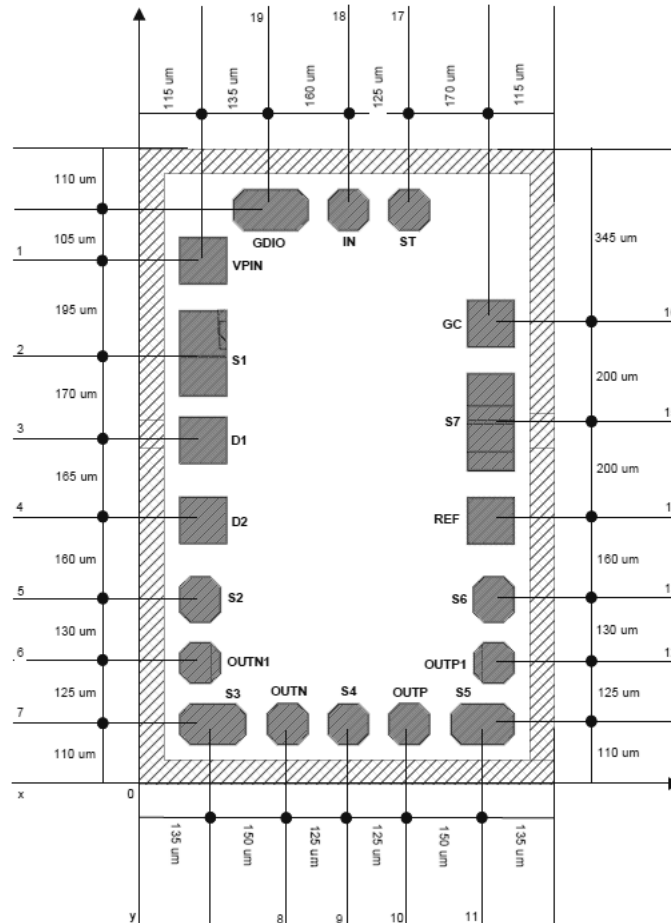 19
18
17
115 um
135 um
160 um
125 um
170 um
115 um
110 um
GDIO
IN
ST
105 um
345 um
1
VPIN
195 um
GC
2
S1
200 um
170 um
S7
3
D1
200 um
165 um
4
D2
REF
160 um
160 um
5
S2
S6
130 um
130 um
6
OUTN1
OUTP1
125 um
S3
OUTN
S4
OUTP
S5
125 um
7
110 um
110 um
x
0
135 um
150 um
125 um
125 um
150 um
135 um
y
8
9
10
11